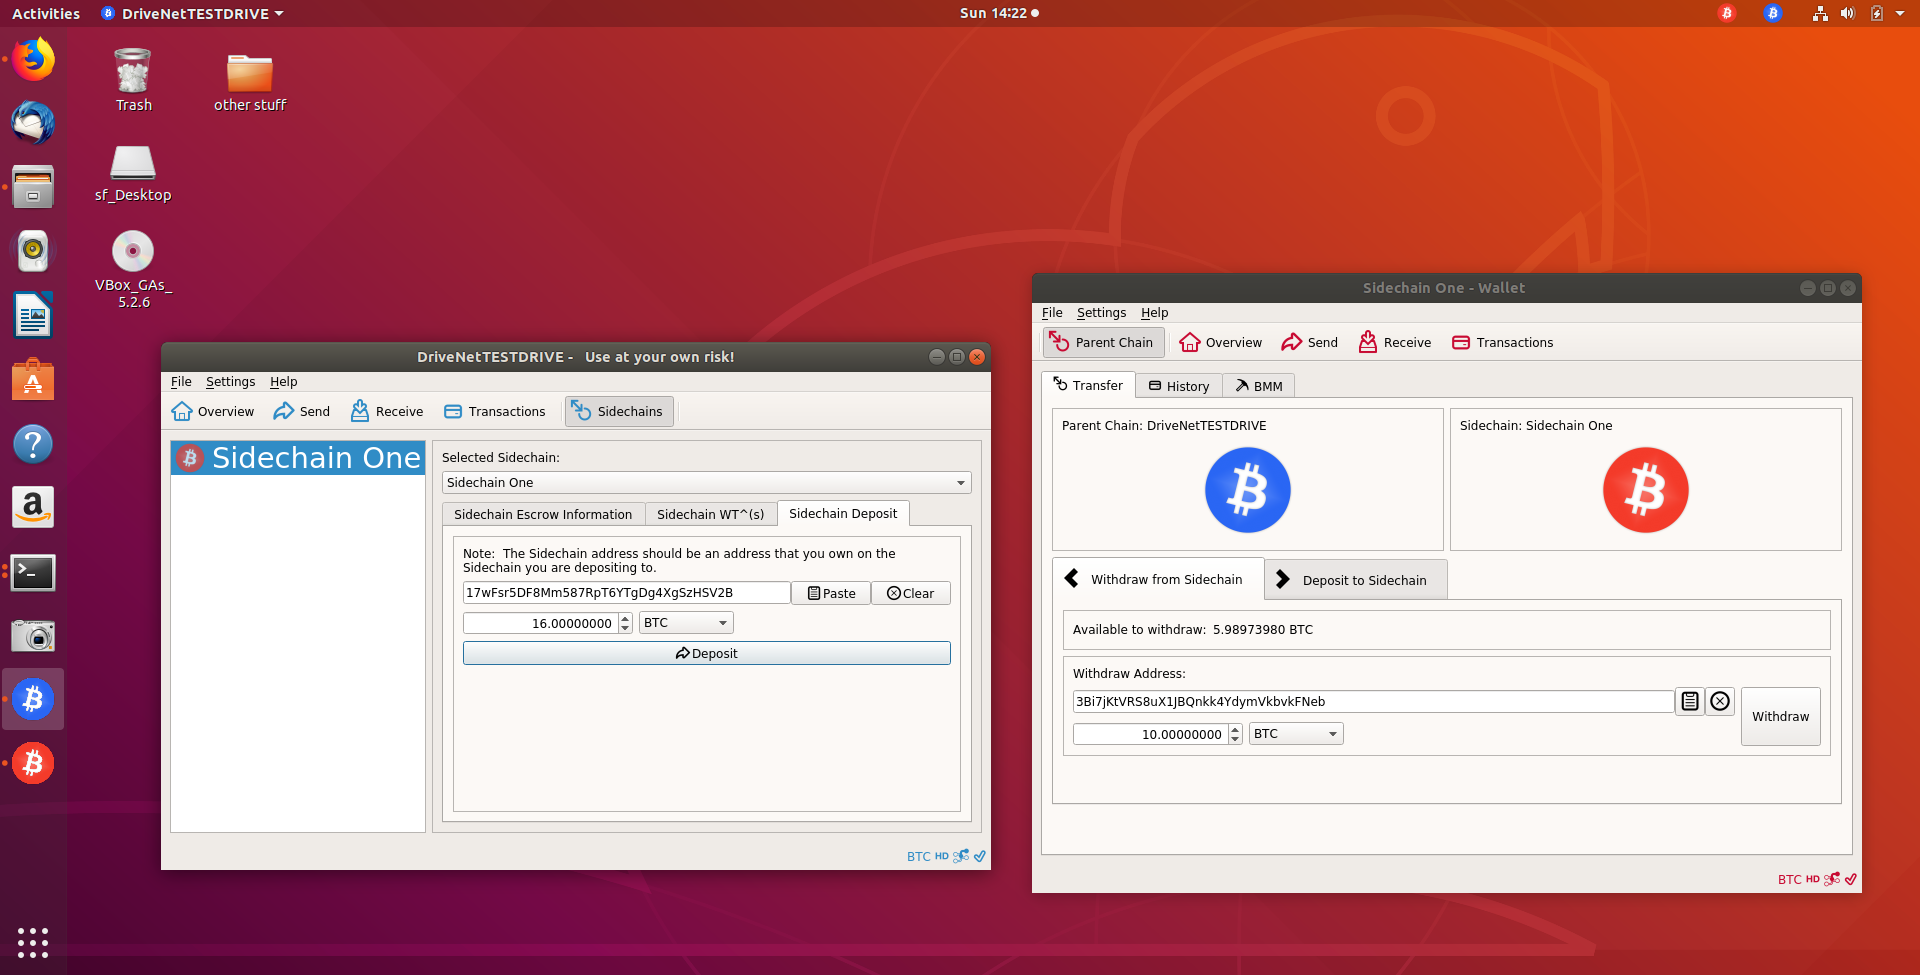 Activities
DriveNetTESTDRIVE
Sun 14:22
Trash
other stuff
sf_Desktop
VBox_GAs_
5.2.6
DriveNetTESTDRIVE - Use at your own risk!
File Settings Help
Overview Send Receive Transactions Sidechains
Sidechain One
Selected Sidechain:
Sidechain One
Sidechain Escrow Information Sidechain WT^(s) Sidechain Deposit
Note: The Sidechain address should be an address that you own on the
Sidechain you are depositing to.
17wFsr5DF8Mm587RpT6YTgDg4XgSzHSV2B Paste Clear
16.00000000 BTC
Deposit
BTC HD
Sidechain One - Wallet
File Settings Help
Parent Chain Overview Send Receive Transactions
Transfer History BMM
Parent Chain: DriveNetTESTDRIVE
Sidechain: Sidechain One
Withdraw from Sidechain Deposit to Sidechain
Available to withdraw: 5.98973980 BTC
Withdraw Address:
3Bi7jKtVRS8uX1JBQnkk4YdymVkbvkFNeb
Withdraw
10.00000000 BTC
BTC HD